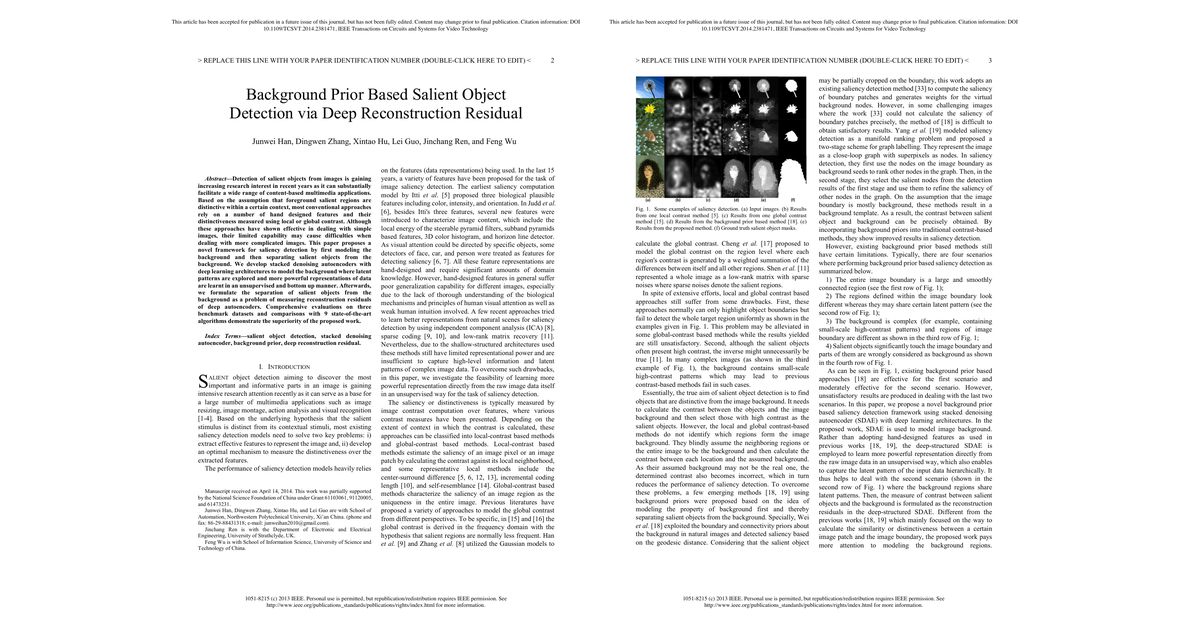 This article has been accepted for publication in a future issue of this journal, but has not been fully edited. Content may change prior to final publication. Citation information: DOI
10.1109/TCSVT.2014.2381471, IEEE Transactions on Circuits and Systems for Video Technology
> REPLACE THIS LINE WITH YOUR PAPER IDENTIFICATION NUMBER (DOUBLE-CLICK HERE TO EDIT) <
2
Background Prior Based Salient Object
Detection via Deep Reconstruction Residual
Junwei Han, Dingwen Zhang, Xintao Hu, Lei Guo, Jinchang Ren, and Feng Wu
Abstract—Detection of salient objects from images is gaining
increasing research interest in recent years as it can substantially
facilitate a wide range of content-based multimedia applications.
Based on the assumption that foreground salient regions are
distinctive within a certain context, most conventional approaches
rely on a number of hand designed features and their
distinctiveness measured using local or global contrast. Although
these approaches have shown effective in dealing with simple
images, their limited capability may cause difficulties when
dealing with more complicated images. This paper proposes a
novel framework for saliency detection by first modeling the
background and then separating salient objects from the
background. We develop stacked denoising autoencoders with
deep learning architectures to model the background where latent
patterns are explored and more powerful representations of data
are learnt in an unsupervised and bottom up manner. Afterwards,
we formulate the separation of salient objects from the
background as a problem of measuring reconstruction residuals
of deep autoencoders. Comprehensive evaluations on three
benchmark datasets and comparisons with 9 state-of-the-art
algorithms demonstrate the superiority of the proposed work.
Index Terms—salient object detection, stacked denoising
autoencoder, background prior, deep reconstruction residual.
I. INTRODUCTION
SALIENT object detection aiming to discover the most
important and informative parts in an image is gaining
intensive research attention recently as it can serve as a base for
a large number of multimedia applications such as image
resizing, image montage, action analysis and visual recognition
[1-4]. Based on the underlying hypothesis that the salient
stimulus is distinct from its contextual stimuli, most existing
saliency detection models need to solve two key problems: i)
extract effective features to represent the image and, ii) develop
an optimal mechanism to measure the distinctiveness over the
extracted features.
The performance of saliency detection models heavily relies
Manuscript received on April 14, 2014. This work was partially supported
by the National Science Foundation of China under Grant 61103061, 91120005,
and 61473231.
Junwei Han, Dingwen Zhang, Xintao Hu, and Lei Guo are with School of
Automation, Northwestern Polytechnical University, Xi'an China. (phone and
fax: 86-29-88431318; e-mail: junweihan2010@gmail.com).
Jinchang Ren is with the Department of Electronic and Electrical
Engineering, University of Strathclyde, UK.
Feng Wu is with School of Information Science, University of Science and
Technology of China.
on the features (data representations) being used. In the last 15
years, a variety of features have been proposed for the task of
image saliency detection. The earliest saliency computation
model by Itti et al. [5] proposed three biological plausible
features including color, intensity, and orientation. In Judd et al
[6], besides Itti's three features, several new features were
introduced to characterize image content, which include the
local energy of the steerable pyramid filters, subband pyramids
based features, 3D color histogram, and horizon line detector.
As visual attention could be directed by specific objects, some
detectors of face, car, and person were treated as features for
detecting saliency [6, 7]. All these feature representations are
hand-designed and require significant amounts of domain
knowledge. However, hand-designed features in general suffer
poor generalization capability for different images, especially
due to the lack of thorough understanding of the biological
mechanisms and principles of human visual attention as well as
weak human intuition involved. A few recent approaches tried
to learn better representations from natural scenes for saliency
detection by using independent component analysis (ICA) [8],
sparse coding [9, 10], and low-rank matrix recovery [11].
Nevertheless, due to the shallow-structured architectures used
these methods still have limited representational power and are
insufficient to capture high-level information and latent
patterns of complex image data. To overcome such drawbacks,
in this paper, we investigate the feasibility of learning more
powerful representation directly from the raw image data itself
in an unsupervised way for the task of saliency detection.
The saliency or distinctiveness is typically measured by
image contrast computation over features, where various
contrast measures have been presented. Depending on the
extent of context in which the contrast is calculated, these
approaches can be classified into local-contrast based methods
and global-contrast based methods. Local-contrast based
methods estimate the saliency of an image pixel or an image
patch by calculating the contrast against its local neighborhood,
and some representative local methods include the
center-surround difference [5, 6, 12, 13], incremental coding
length [10], and self-resemblance [14]. Global-contrast based
methods characterize the saliency of an image region as the
uniqueness in the entire image. Previous literatures have
proposed a variety of approaches to model the global contrast
from different perspectives. To be specific, in [15] and [16] the
global contrast is derived in the frequency domain with the
hypothesis that salient regions are normally less frequent. Han
et al. [9] and Zhang et al. [8] utilized the Gaussian models to
1051-8215 (c) 2013 IEEE. Personal use is permitted, but republication/redistribution requires IEEE permission. See
http://www.ieee.org/publications_standards/publications/rights/index.html for more information.
This article has been accepted for publication in a future issue of this journal, but has not been fully edited. Content may change prior to final publication. Citation information: DOI
10.1109/TCSVT.2014.2381471, IEEE Transactions on Circuits and Systems for Video Technology
> REPLACE THIS LINE WITH YOUR PAPER IDENTIFICATION NUMBER (DOUBLE-CLICK HERE TO EDIT) <
3
(a) (b) (c) (d) (e) (f)
Fig. 1. Some examples of saliency detection. (a) Input images. (b) Results
from one local contrast method [5]. (c) Results from one global contrast
method [15]. (d) Results from the background prior based method [18]. (e)
Results from the proposed method. (f) Ground truth salient object masks.
calculate the global contrast. Cheng et al. [17] proposed to
model the global contrast on the region level where each
region's contrast is generated by a weighted summation of the
differences between itself and all other regions. Shen et al. [11]
represented a whole image as a low-rank matrix with sparse
noises where sparse noises denote the salient regions.
In spite of extensive efforts, local and global contrast based
approaches still suffer from some drawbacks. First, these
approaches normally can only highlight object boundaries but
fail to detect the whole target region uniformly as shown in the
examples given in Fig. 1. This problem may be alleviated in
some global-contrast based methods while the results yielded
are still unsatisfactory. Second, although the salient objects
often present high contrast, the inverse might unnecessarily be
true [11]. In many complex images (as shown in the third
example of Fig. 1), the background contains small-scale
high-contrast patterns which may lead to previous
contrast-based methods fail in such cases.
Essentially, the true aim of salient object detection is to find
objects that are distinctive from the image background. It needs
to calculate the contrast between the objects and the image
background and then select those with high contrast as the
salient objects. However, the local and global contrast-based
methods do not identify which regions form the image
background. They blindly assume the neighboring regions or
the entire image to be the background and then calculate the
contrast between each location and the assumed background.
As their assumed background may not be the real one, the
determined contrast also becomes incorrect, which in turn
reduces the performance of saliency detection. To overcome
these problems, a few emerging methods [18, 19] using
background priors were proposed based on the idea of
modeling the property of background first and thereby
separating salient objects from the background. Specially, Wei
et al. [18] exploited the boundary and connectivity priors about
the background in natural images and detected saliency based
on the geodesic distance. Considering that the salient object
may be partially cropped on the boundary, this work adopts an
existing saliency detection method [33] to compute the saliency
of boundary patches and generates weights for the virtual
background nodes. However, in some challenging images
where the work [33] could not calculate the saliency of
boundary patches precisely, the method of [18] is difficult to
obtain satisfactory results. Yang et al. [19] modeled saliency
detection as a manifold ranking problem and proposed a
two-stage scheme for graph labelling. They represent the image
as a close-loop graph with superpixels as nodes. In saliency
detection, they first use the nodes on the image boundary as
background seeds to rank other nodes in the graph. Then, in
the second stage, they select the salient nodes from the detection
results of the first stage and use them to refine the saliency
of other nodes in the graph. On the assumption that the image
boundary is mostly background, these methods result in a
background template. As a result, the contrast between salient
object and background can be precisely obtained. By
incorporating background priors into traditional contrast-based
methods, they show improved results in saliency detection.
However, existing background prior based methods still
have certain limitations. Typically, there are four scenarios
where performing background prior based saliency detection as
summarized below.
1) The entire image boundary is a large and smoothly
connected region (see the first row of Fig. 1);
2) The regions defined within the image boundary look
different whereas they may share certain latent pattern (see the
second row of Fig. 1);
3) The background is complex (for example, containing
small-scale high-contrast patterns) and regions of image
boundary are different as shown in the third row of Fig. 1;
4) Salient objects significantly touch the image boundary and
parts of them are wrongly considered as background as shown
in the fourth row of Fig. 1.
As can be seen in Fig. 1, existing background prior based
approaches [18] are effective for the first scenario and
moderately effective for the second scenario. However,
unsatisfactory results are produced in dealing with the last two
scenarios. In this paper, we propose a novel background prior
based saliency detection framework using stacked denoising
autoencoder (SDAE) with deep learning architectures. In
the proposed work, SDAE is used to model image background.
Rather than adopting hand-designed features as used in
previous works [18, 19], the deep-structured SDAE is
employed to learn more powerful representation directly from
the raw image data in an unsupervised way, which also enables
to capture the latent pattern of the input data hierarchically. It
thus helps to deal with the second scenario (shown in the
second row of Fig. 1) where the background regions share
latent patterns. Then, the measure of contrast between salient
objects and the background is formulated as the reconstruction
residuals in the deep-structured SDAE. Different from the
previous works [18, 19] which mainly focused on the way to
calculate the similarity or distinctiveness between a certain
image patch and the image boundary, the proposed work pays
more attention to modeling the background regions.
1051-8215 (c) 2013 IEEE. Personal use is permitted, but republication/redistribution requires IEEE permission. See
http://www.ieee.org/publications_standards/publications/rights/index.html for more information.